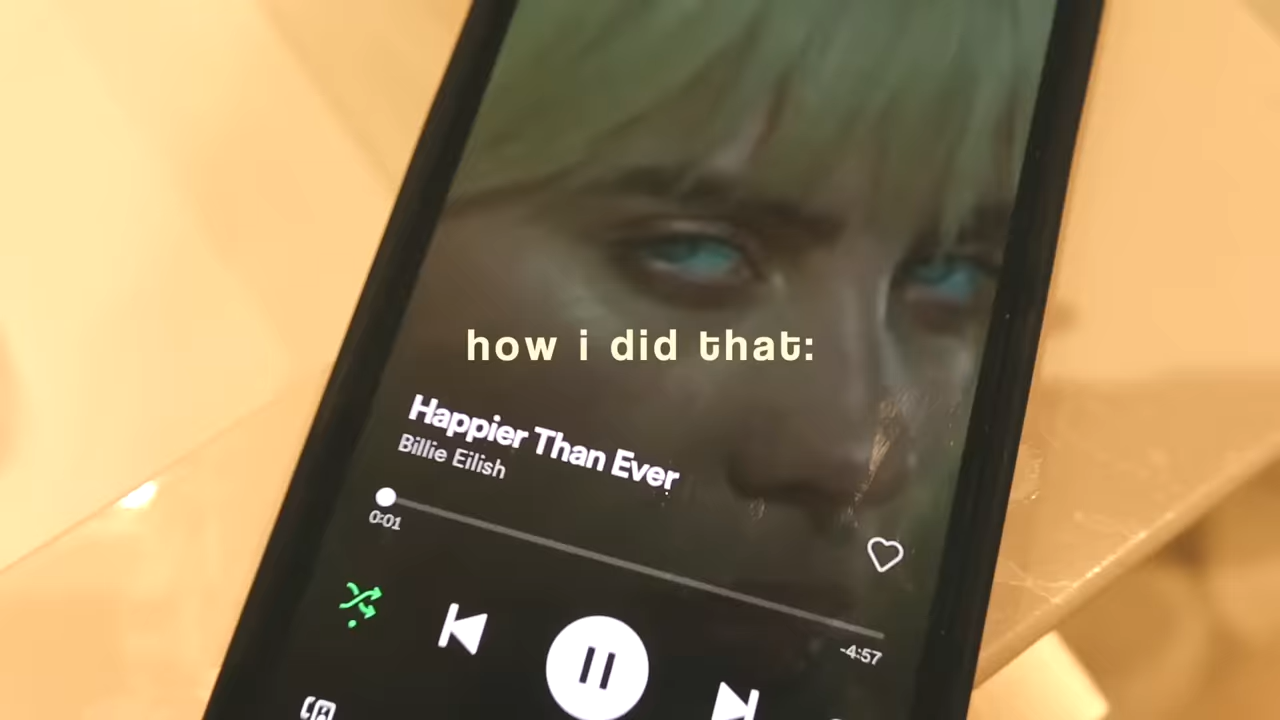 how i did that:
Happier Than Ever
Billie Eilish
0:01
-4:57